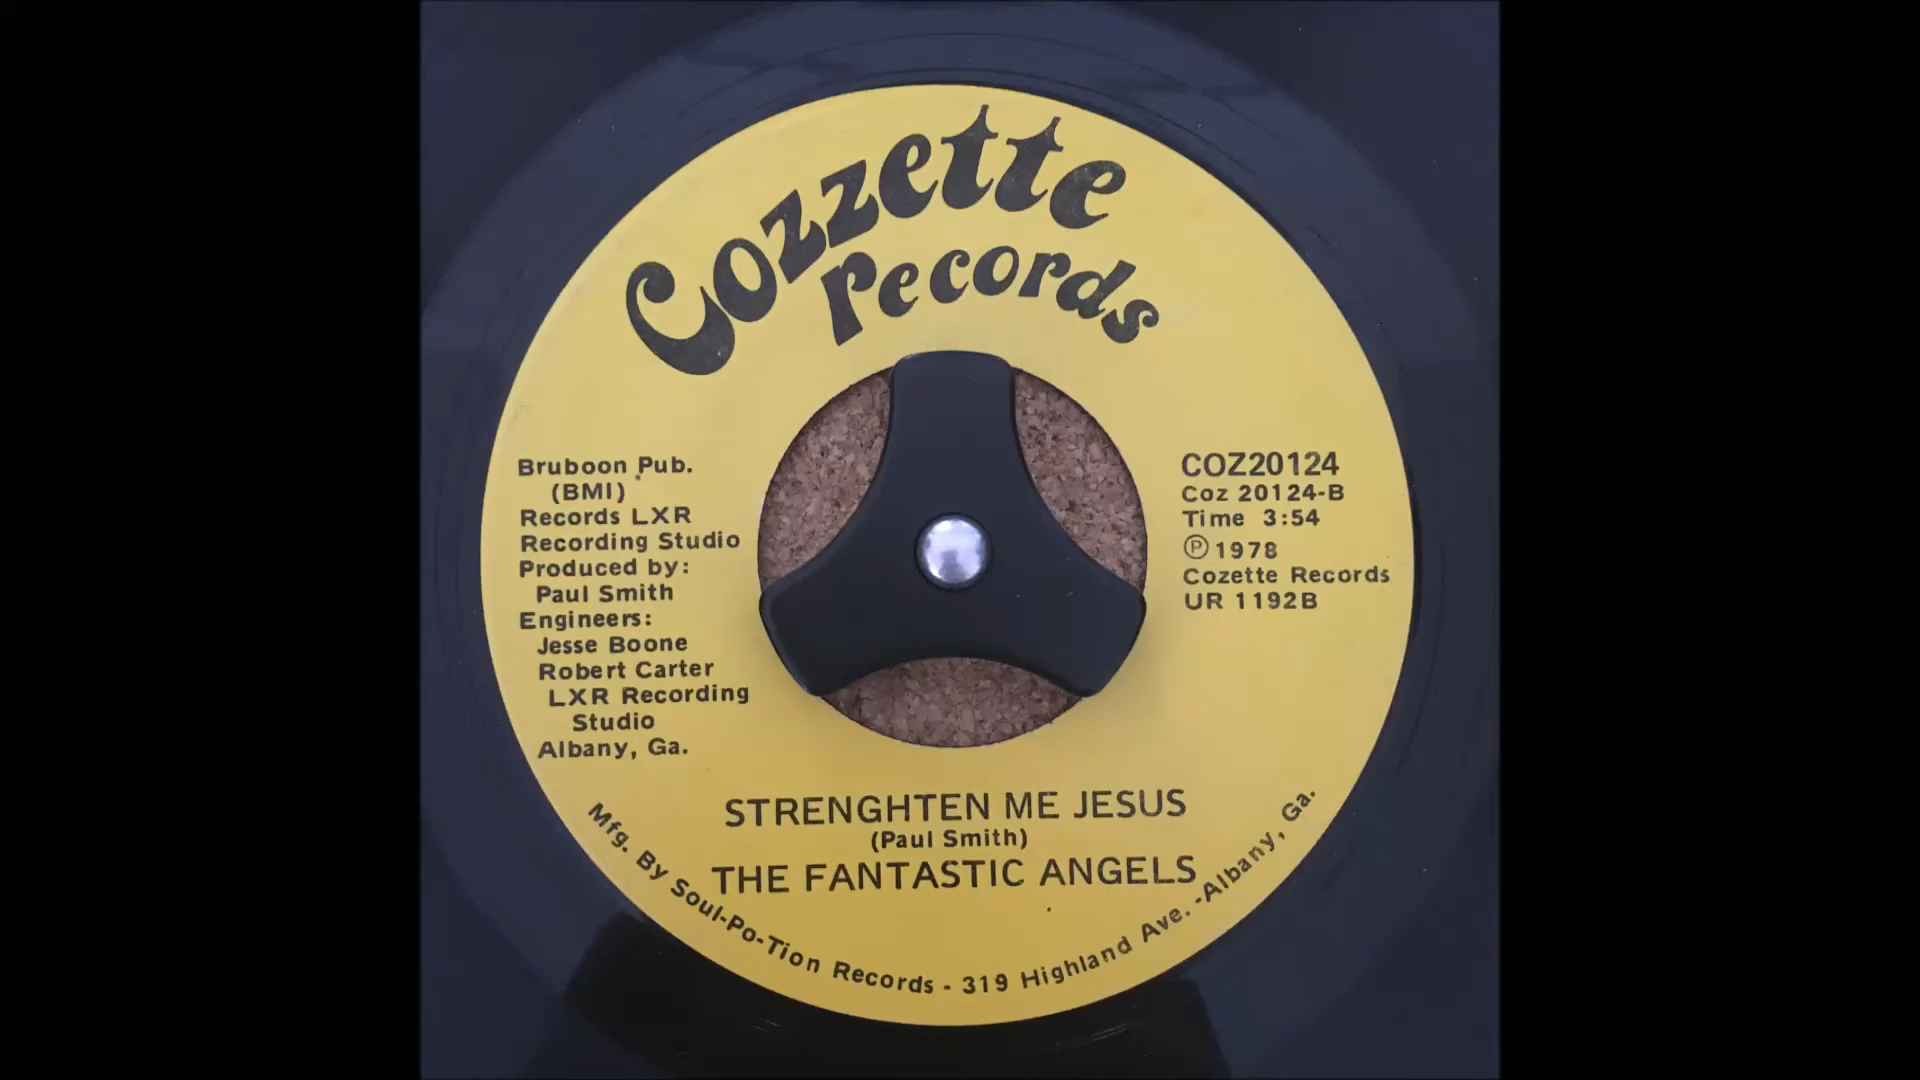 Cozzette
records
Bruboon Pub.
(BMI)
Records LXR
Recording Studio
Produced by:
Paul Smith
Engineers:
Jesse Boone
Robert Carter
LXR Recording
Studio
Albany, Ga.
COZ20124
Coz 20124-B
Time 3:54
Ⓟ1978
Cozette Records
UR 1192B
STRENGHTEN ME JESUS
(Paul Smith)
THE FANTASTIC ANGELS
Mfg. By Soul-Po-Tion Records - 319 Highland Ave. -Albany, Ga.